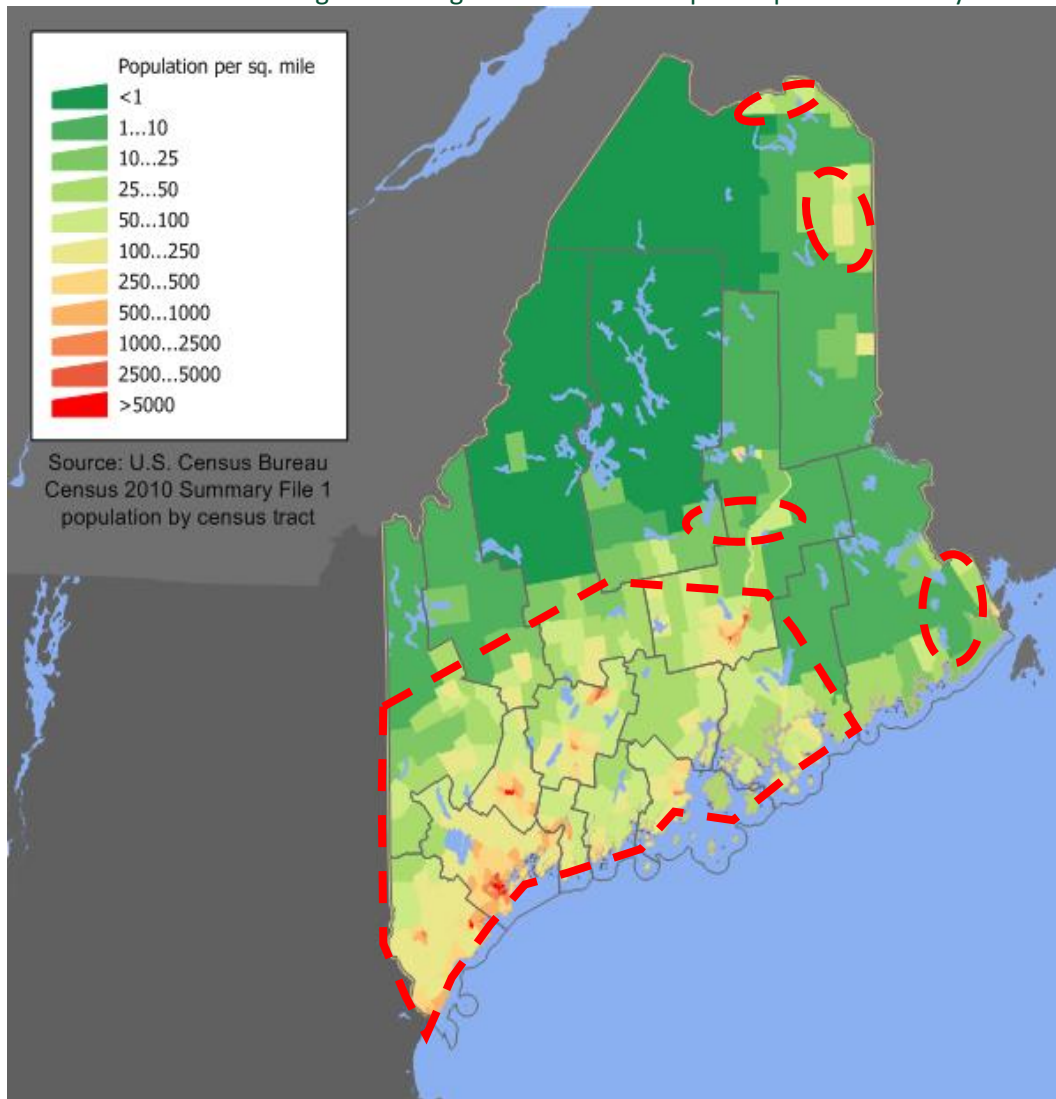 Population per sq. mile
<1
1...10
10...25
25...50
50...100
100...250
250...500
500...1000
1000...2500
2500...5000
>5000
Source: U.S. Census Bureau
Census 2010 Summary File 1
population by census tract